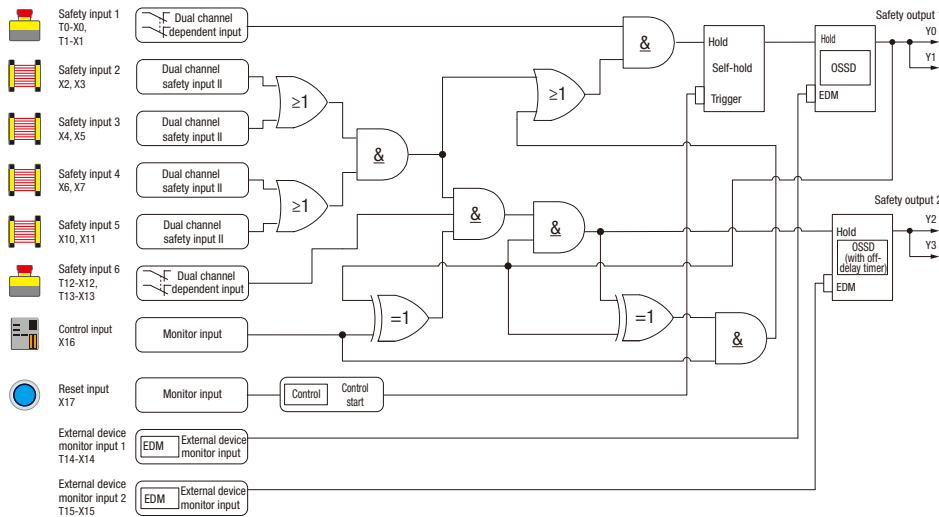 Safety input 1
T0-X0,
T1-X1
Dual channel
dependent input
Safety input 2
X2, X3
Dual channel
safety input II
Safety input 3
X4, X5
Dual channel
safety input II
Safety input 4
X6, X7
Dual channel
safety input II
Safety input 5
X10, X11
Dual channel
safety input II
Safety input 6
T12-X12,
T13-X13
Dual channel
dependent input
Control input
X16
Monitor input
Reset input
X17
Monitor input
Control
Control
start
External device
monitor input 1
T14-X14
EDM
External device
monitor input
External device
monitor input 2
T15-X15
EDM
External device
monitor input
≥1
≥1
&
&
&
=1
≥1
&
=1
&
Hold
Self-hold
Trigger
Hold
OSSD
EDM
Safety output 1
Y0
Y1
Hold
OSSD
(with off-
delay timer)
EDM
Safety output 2
Y2
Y3